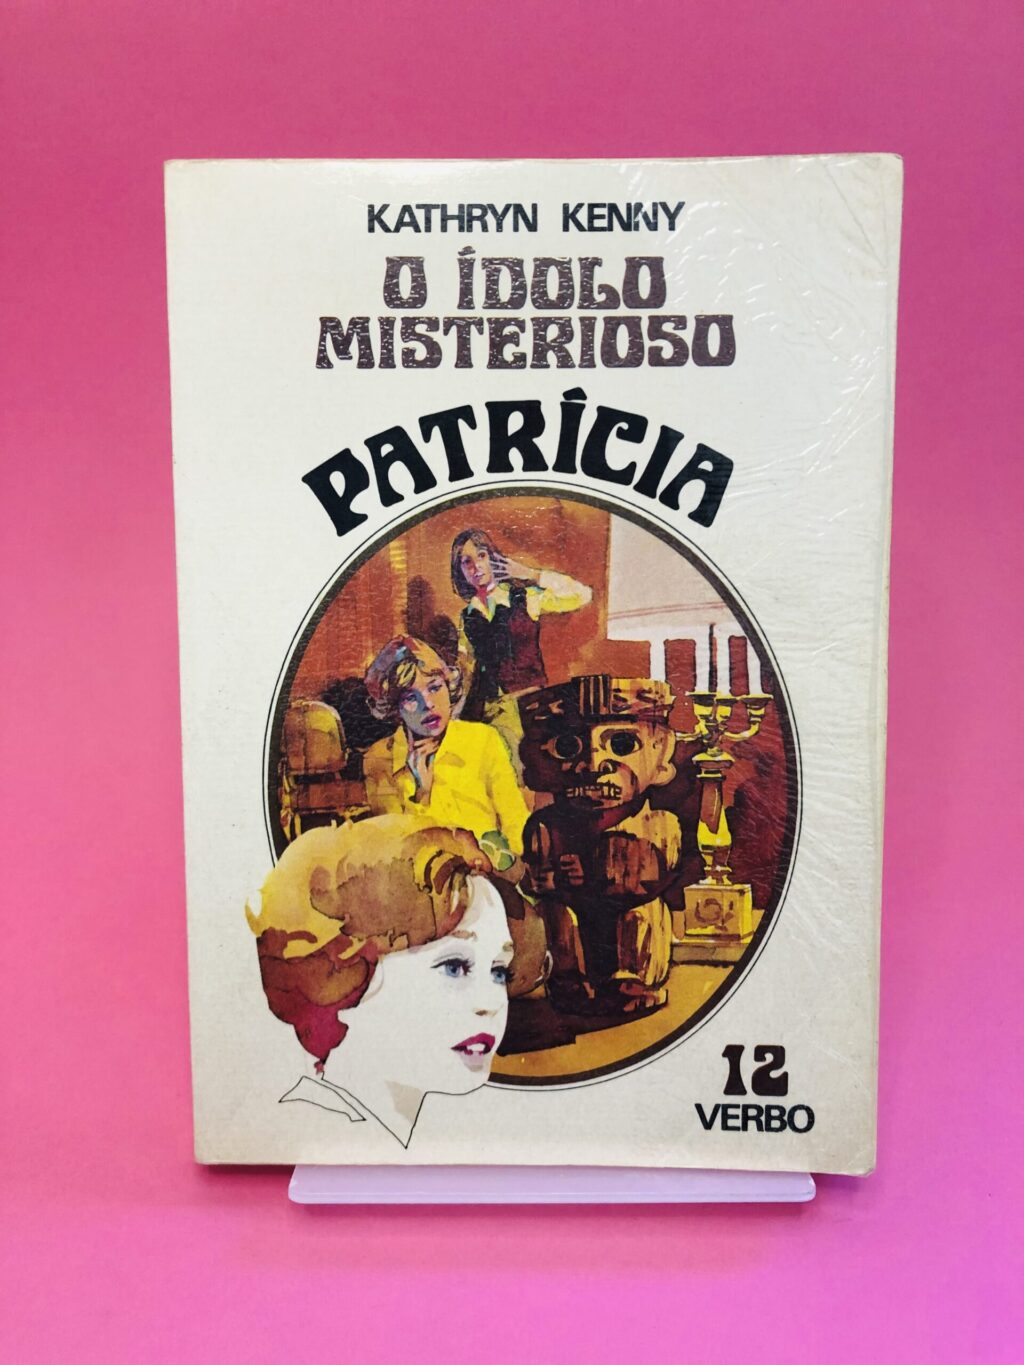 KATHRYN KENNY
O ÍDOLO
MISTERIOSO
PATRÍCIA
12
VERBO